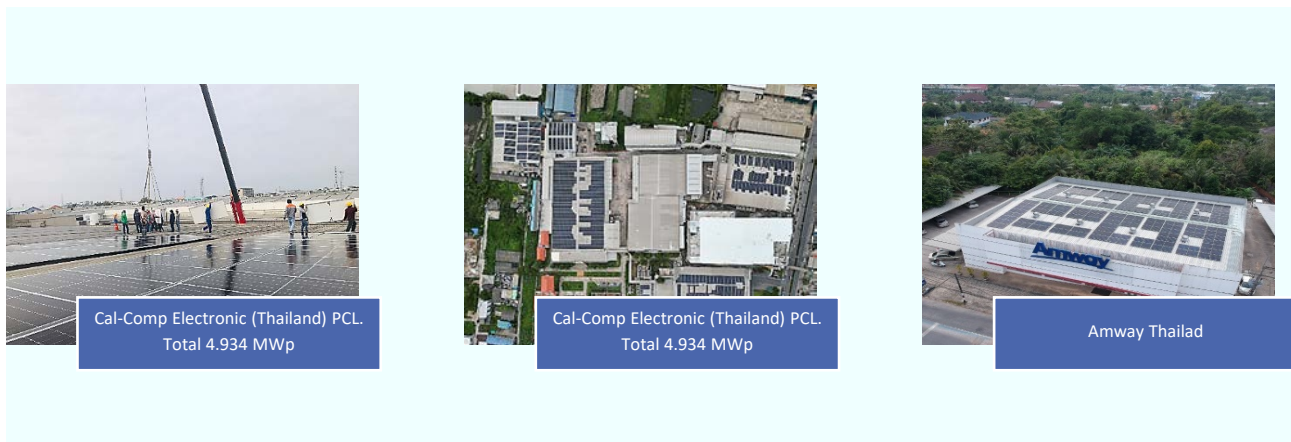 Amway
Cal-Comp Electronic (Thailand) PCL.
Total 4.934 MWp
Cal-Comp Electronic (Thailand) PCL.
Total 4.934 MWp
Amway Thailad